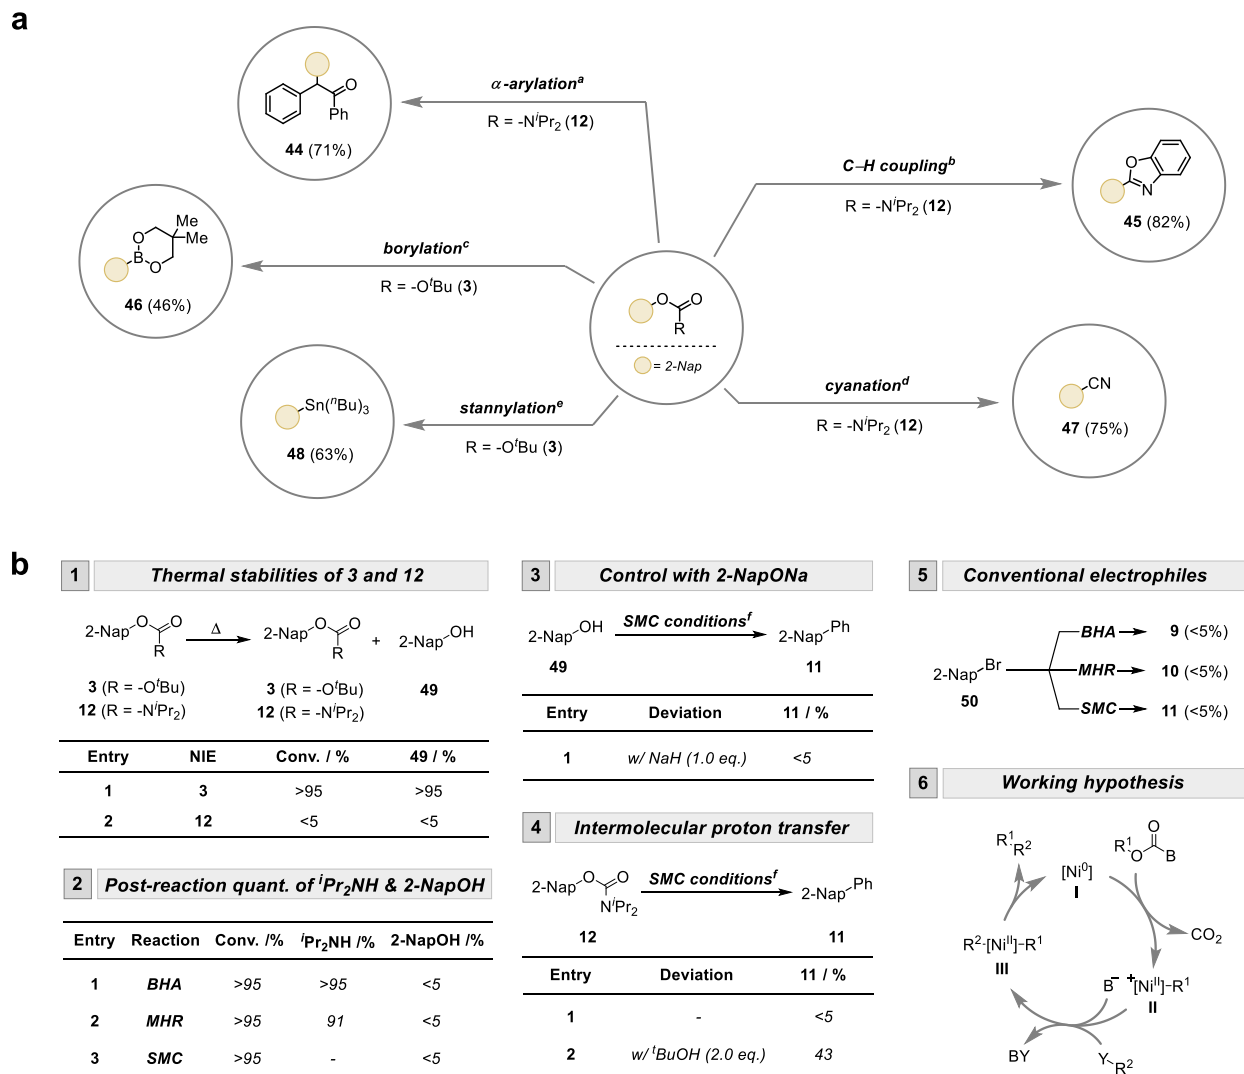 a
α-arylationᵃ
R = -NⁱPr₂ (12)
O
Ph
44 (71%)
C–H couplingᵇ
R = -NⁱPr₂ (12)
O
N
45 (82%)
borylationᶜ
R = -OᵗBu (3)
Me
Me
O
B
O
46 (46%)
O
O
R
= 2-Nap
cyanationᵈ
R = -NⁱPr₂ (12)
CN
47 (75%)
stannylationᵉ
R = -OᵗBu (3)
Sn(ⁿBu)₃
48 (63%)
b
1 Thermal stabilities of 3 and 12
2-Nap O O R
Δ
2-Nap O O R
+
2-Nap OH
3 (R = -OᵗBu)
12 (R = -NⁱPr₂)
3 (R = -OᵗBu)
12 (R = -NⁱPr₂)
49
Entry NIE Conv. / % 49 / %
1 3 >95 >95
2 12 <5 <5
2 Post-reaction quant. of ⁱPr₂NH & 2-NapOH
Entry Reaction Conv. /% ⁱPr₂NH /% 2-NapOH /%
1 BHA >95 >95 <5
2 MHR >95 91 <5
3 SMC >95 - <5
3 Control with 2-NapONa
2-Nap OH
SMC conditionsᶠ
2-Nap Ph
49 11
Entry Deviation 11 / %
1 w/ NaH (1.0 eq.) <5
4 Intermolecular proton transfer
2-Nap O O NⁱPr₂
SMC conditionsᶠ
2-Nap Ph
12 11
Entry Deviation 11 / %
1 - <5
2 w/ ᵗBuOH (2.0 eq.) 43
5 Conventional electrophiles
2-Nap Br
50
BHA 9 (<5%)
MHR 10 (<5%)
SMC 11 (<5%)
6 Working hypothesis
R¹ R²
R¹ O O B
[Ni⁰]
I
CO₂
R²-[Niᴵᴵ]–R¹
III
B⁻ ⁺[Niᴵᴵ]–R¹
II
BY
Y R²